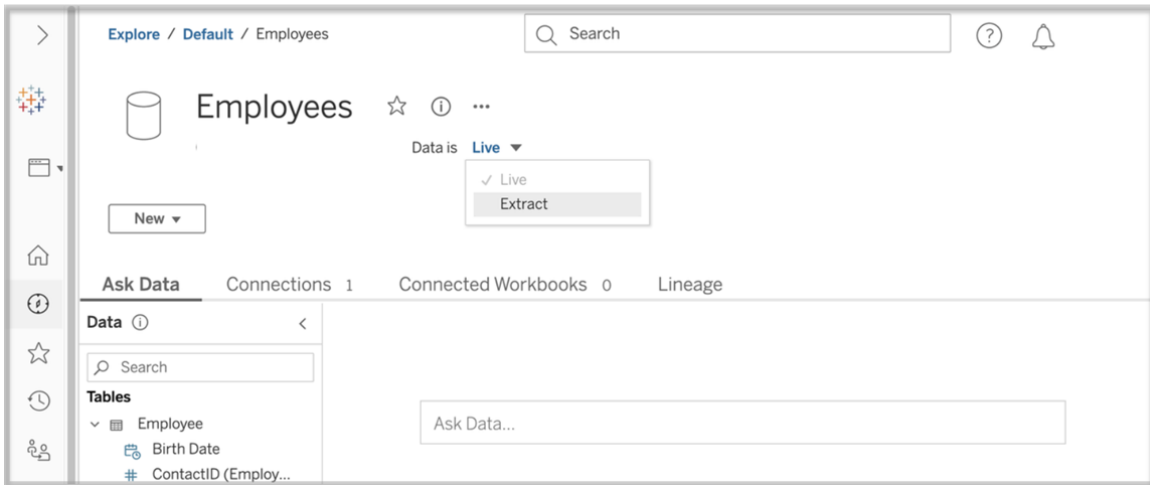 Explore / Default / Employees
Search
Employees
Data is Live
Live
Extract
New
Ask Data
Connections 1
Connected Workbooks 0
Lineage
Data
Search
Tables
Employee
Birth Date
ContactID (Employ...
Ask Data...